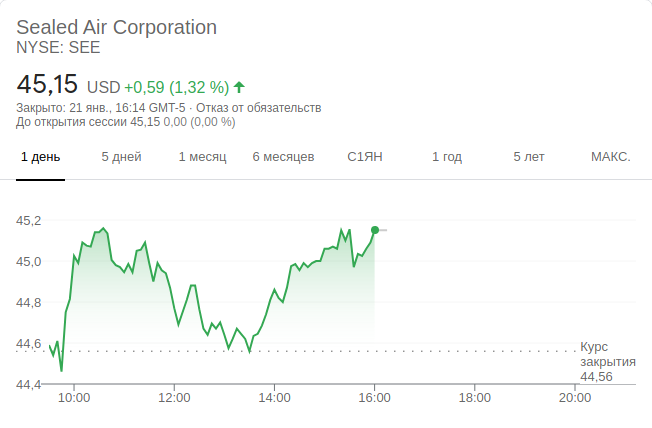 Sealed Air Corporation
NYSE: SEE
45,15 USD +0,59 (1,32 %)
Закрыто: 21 янв., 16:14 GMT-5 · Отказ от обязательств
До открытия сессии 45,15 0,00 (0,00 %)
1 день 5 дней 1 месяц 6 месяцев С1ЯН 1 год 5 лет МАКС.
45,2
45,0
44,8
44,6
Курс
закрытия
44,56
44,4
10:00 12:00 14:00 16:00 18:00 20:00